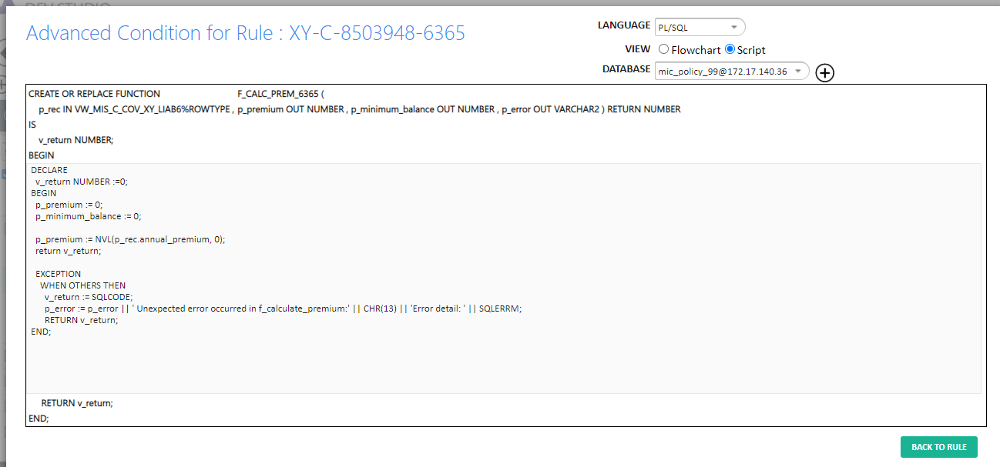 DEV STUDIO
Advanced Condition for Rule : XY-C-8503948-6365
LANGUAGE PL/SQL
VIEW Flowchart Script
DATABASE mic_policy_99@172.17.140.36
CREATE OR REPLACE FUNCTION F_CALC_PREM_6365 (
p_rec IN VW_MIS_C_COV_XY_LIAB6%ROWTYPE , p_premium OUT NUMBER , p_minimum_balance OUT NUMBER , p_error OUT VARCHAR2 ) RETURN NUMBER
IS
v_return NUMBER;
BEGIN
DECLARE
v_return NUMBER :=0;
BEGIN
p_premium := 0;
p_minimum_balance := 0;
p_premium := NVL(p_rec.annual_premium, 0);
return v_return;
EXCEPTION
WHEN OTHERS THEN
v_return := SQLCODE;
p_error := p_error || ' Unexpected error occurred in f_calculate_premium:' || CHR(13) || 'Error detail: ' || SQLERRM;
RETURN v_return;
END;
RETURN v_return;
END;
BACK TO RULE